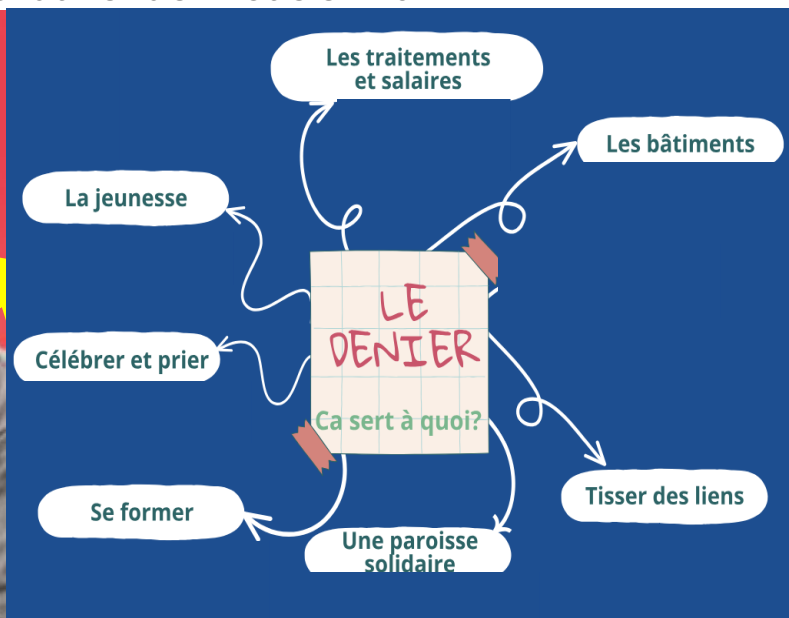 Les traitements
et salaires
Les bâtiments
La jeunesse
LE
DENIER
Ca sert à quoi?
Célébrer et prier
Tisser des liens
Se former
Une paroisse
solidaire